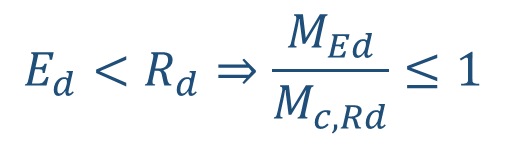 E_d < R_d ⇒ M_Ed / M_c,Rd ≤ 1